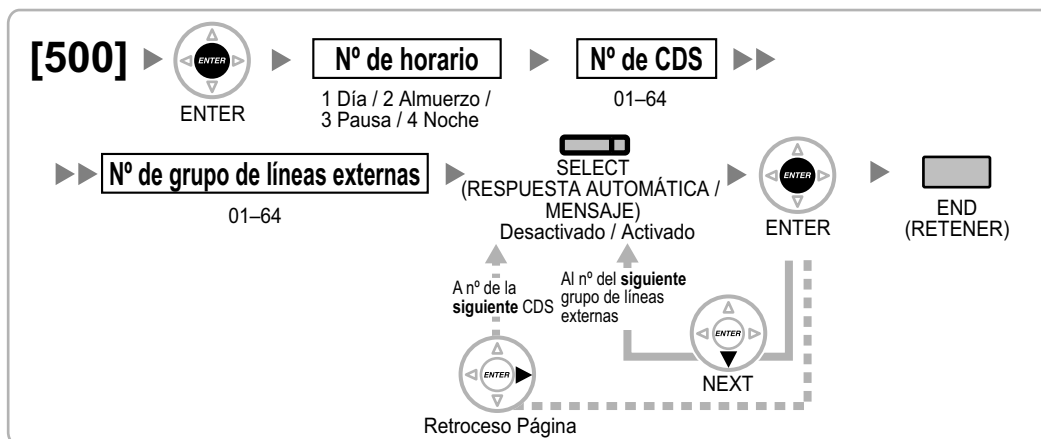 [500]
ENTER
ENTER
Nº de horario
1 Día / 2 Almuerzo /
3 Pausa / 4 Noche
Nº de CDS
01–64
Nº de grupo de líneas externas
01–64
SELECT
(RESPUESTA AUTOMÁTICA /
MENSAJE)
Desactivado / Activado
ENTER
ENTER
END
(RETENER)
A nº de la
siguiente CDS
Al nº del siguiente
grupo de líneas
externas
ENTER
NEXT
ENTER
Retroceso Página